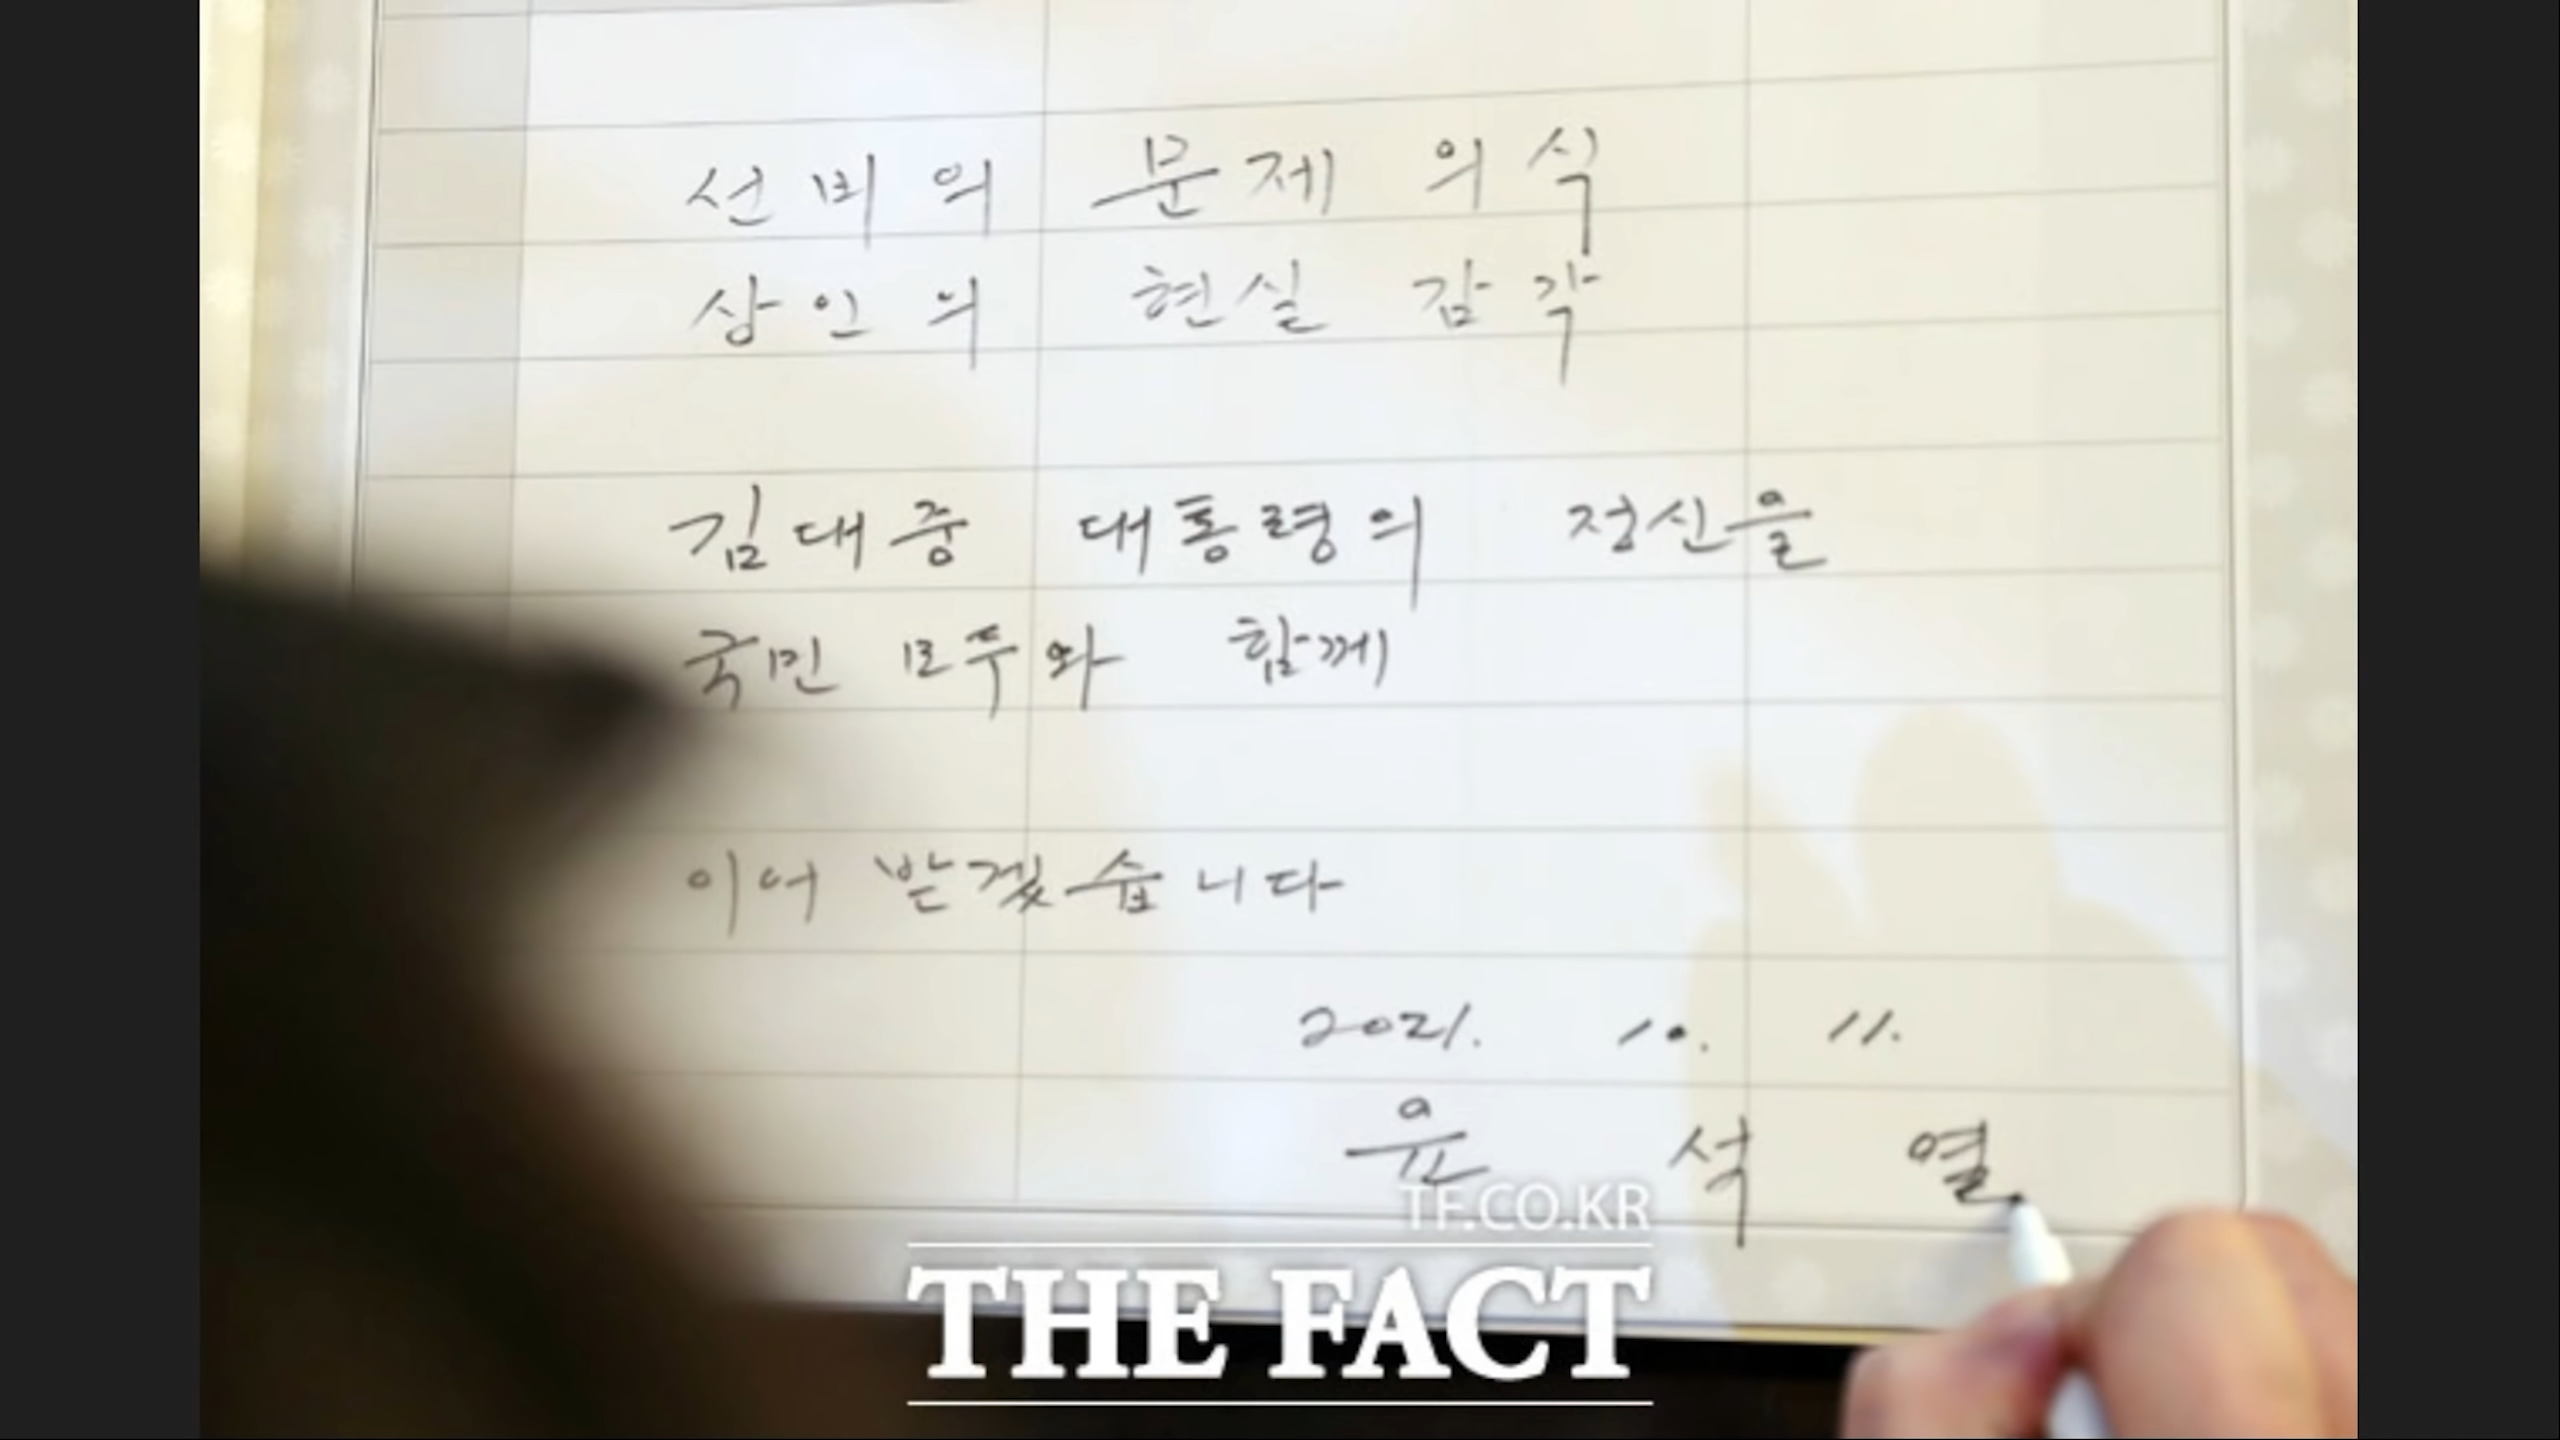 선비의 문제 의식
상인의 현실 감각
김대중 대통령의 정신을
국민 모두와 함께
이어 받겠습니다
2021. 10. 11.
윤 석 열
TF.CO.KR
THE FACT